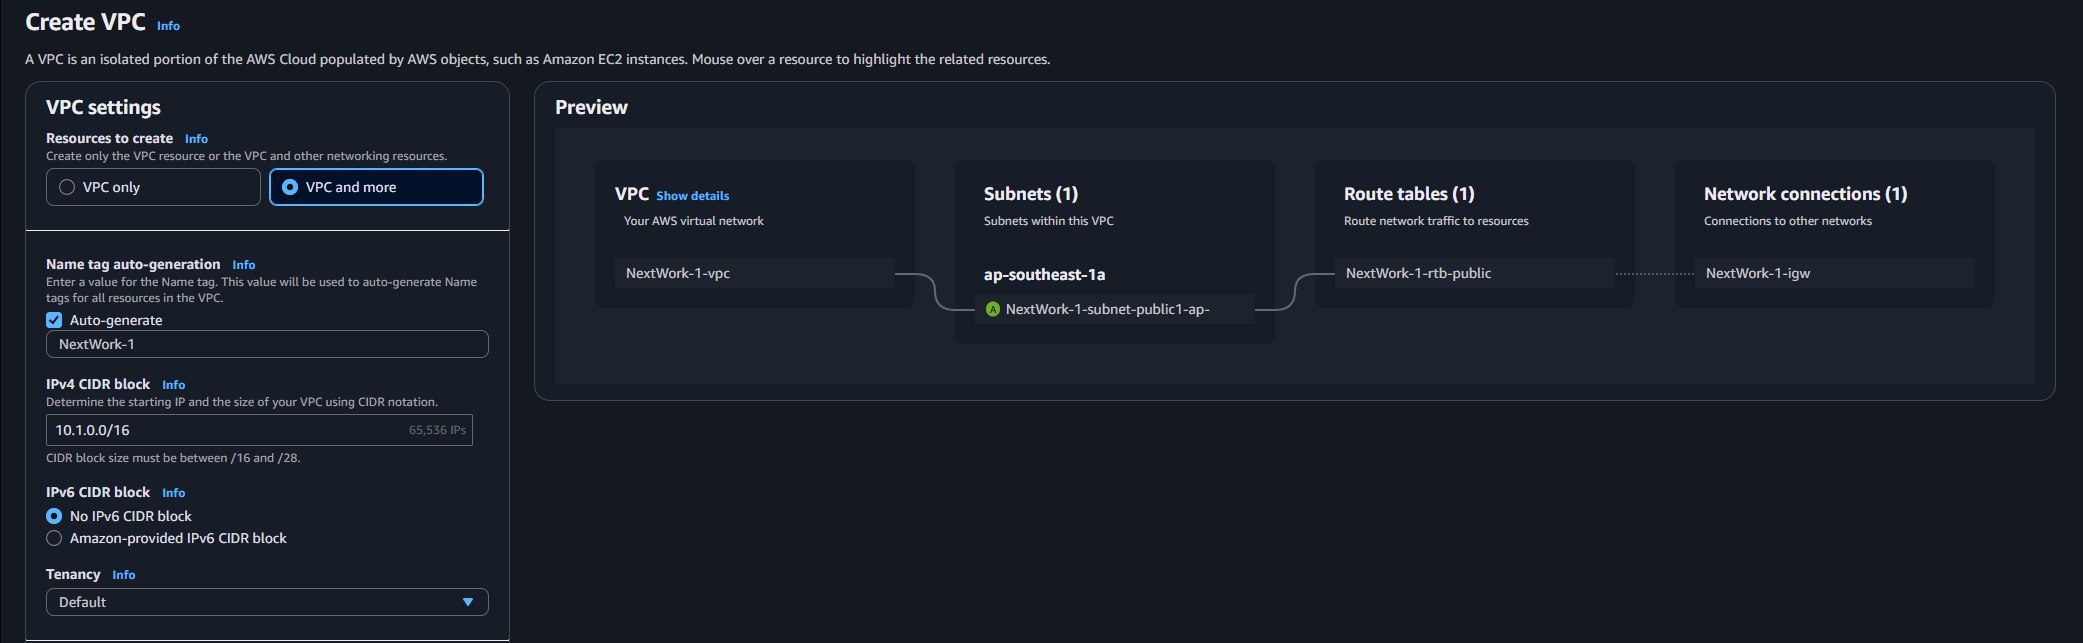 Create VPC Info
A VPC is an isolated portion of the AWS Cloud populated by AWS objects, such as Amazon EC2 instances. Mouse over a resource to highlight the related resources.
VPC settings
Resources to create Info
Create only the VPC resource or the VPC and other networking resources.
VPC only
VPC and more
Name tag auto-generation Info
Enter a value for the Name tag. This value will be used to auto-generate Name
tags for all resources in the VPC.
Auto-generate
NextWork-1
IPv4 CIDR block Info
Determine the starting IP and the size of your VPC using CIDR notation.
10.1.0.0/16 65,536 IPs
CIDR block size must be between /16 and /28.
IPv6 CIDR block Info
No IPv6 CIDR block
Amazon-provided IPv6 CIDR block
Tenancy Info
Default
Preview
VPC Show details
Your AWS virtual network
NextWork-1-vpc
Subnets (1)
Subnets within this VPC
ap-southeast-1a
A NextWork-1-subnet-public1-ap-
Route tables (1)
Route network traffic to resources
NextWork-1-rtb-public
Network connections (1)
Connections to other networks
NextWork-1-igw